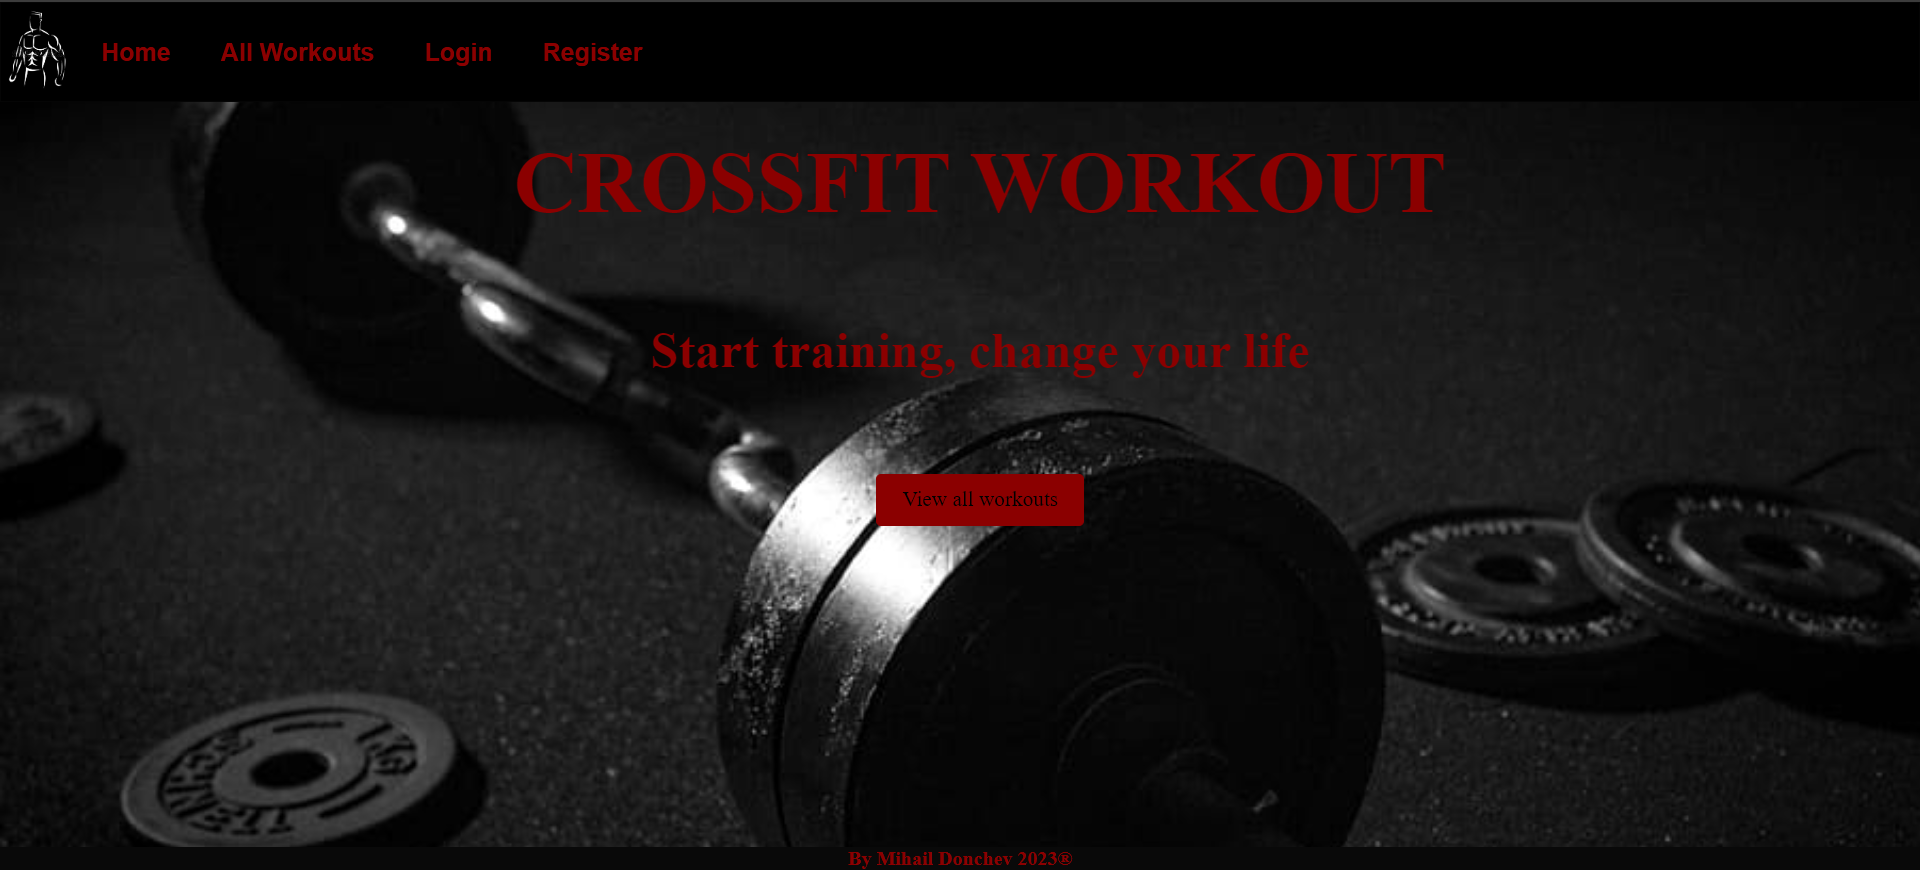 Home All Workouts Login Register
CROSSFIT WORKOUT
Start training, change your life
View all workouts
1KG
By Mihail Donchev 2023®